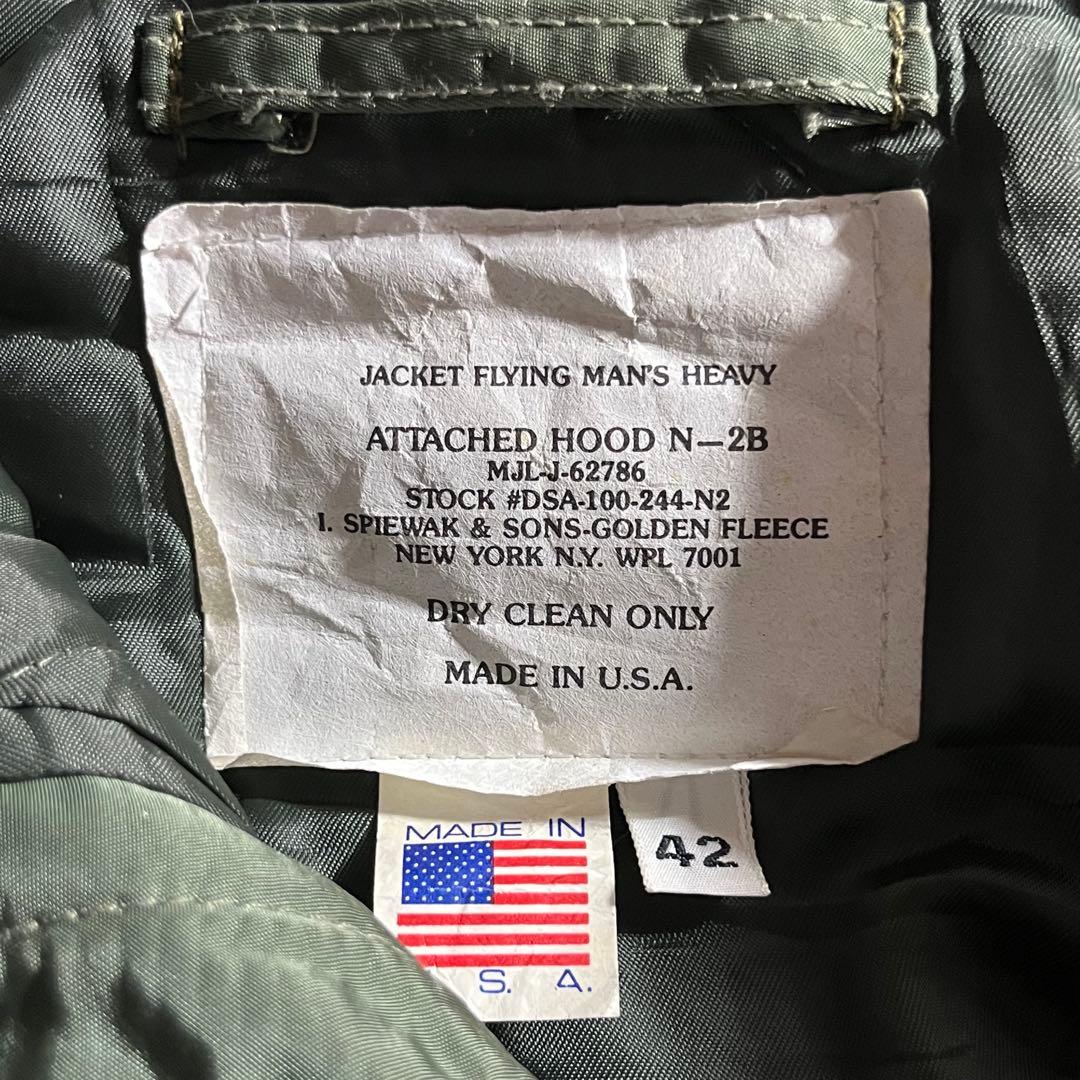 JACKET FLYING MAN'S HEAVY
ATTACHED HOOD N-2B
MJL-J-62786
STOCK #DSA-100-244-N2
I. SPIEWAK & SONS-GOLDEN FLEECE
NEW YORK N.Y. WPL 7001
DRY CLEAN ONLY
MADE IN U.S.A.
MADE IN
S. A.
42